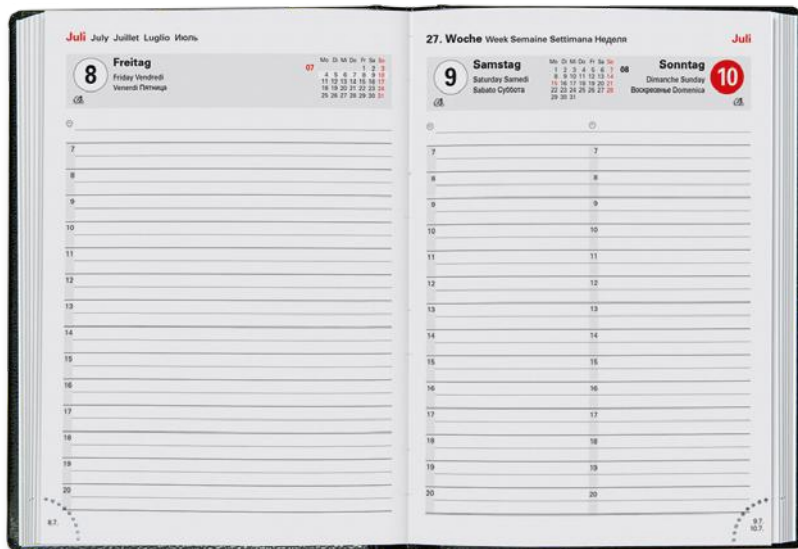 Juli July Juillet Luglio Июль
8
Freitag
Friday Vendredi
Venerdì Пятница
07
Mo Di Mi Do Fr Sa So
1 2 3
4 5 6 7 8 9 10
11 12 13 14 15 16 17
18 19 20 21 22 23 24
25 26 27 28 29 30 31
7
8
9
10
11
12
13
14
15
16
17
18
19
20
8.7.
27. Woche Week Semaine Settimana Неделя
Juli
9
Samstag
Saturday Samedi
Sabato Суббота
Mo Di Mi Do Fr Sa So
1 2 3 4 5 6 7
8 9 10 11 12 13 14
15 16 17 18 19 20 21
22 23 24 25 26 27 28
29 30 31
08
Sonntag
Dimanche Sunday
Воскресенье Domenica
10
7 7
8 8
9 9
10 10
11 11
12 12
13 13
14 14
15 15
16 16
17 17
18 18
19 19
20 20
9.7.
10.7.